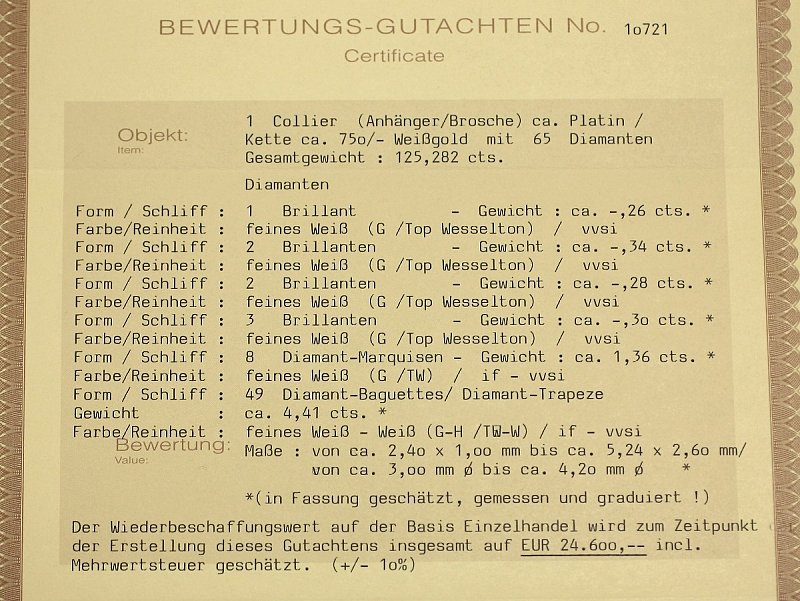 BEWERTUNGS-GUTACHTEN No. 1o721
Certificate
Objekt:
Item:
1 Collier (Anhänger/Brosche) ca. Platin /
Kette ca. 75o/- Weißgold mit 65 Diamanten
Gesamtgewicht : 125,282 cts.
Diamanten
Form / Schliff : 1 Brillant - Gewicht : ca. -,26 cts. *
Farbe/Reinheit : feines Weiß (G /Top Wesselton) / vvsi
Form / Schliff : 2 Brillanten - Gewicht : ca. -,34 cts. *
Farbe/Reinheit : feines Weiß (G /Top Wesselton) / vvsi
Form / Schliff : 2 Brillanten - Gewicht : ca. -,28 cts. *
Farbe/Reinheit : feines Weiß (G /Top Wesselton) / vvsi
Form / Schliff : 3 Brillanten - Gewicht : ca. -,3o cts. *
Farbe/Reinheit : feines Weiß (G /Top Wesselton) / vvsi
Form / Schliff : 8 Diamant-Marquisen - Gewicht : ca. 1,36 cts. *
Farbe/Reinheit : feines Weiß (G /TW) / if - vvsi
Form / Schliff : 49 Diamant-Baguettes/ Diamant-Trapeze
Gewicht : ca. 4,41 cts. *
Farbe/Reinheit : feines Weiß - Weiß (G-H /TW-W) / if - vvsi
Bewertung:
Value:
Maße : von ca. 2,4o x 1,oo mm bis ca. 5,24 x 2,6o mm/
von ca. 3,oo mm ø bis ca. 4,2o mm ø *
*(in Fassung geschätzt, gemessen und graduiert !)
Der Wiederbeschaffungswert auf der Basis Einzelhandel wird zum Zeitpunkt
der Erstellung dieses Gutachtens insgesamt auf EUR 24.6oo,-- incl.
Mehrwertsteuer geschätzt. (+/- 1o%)